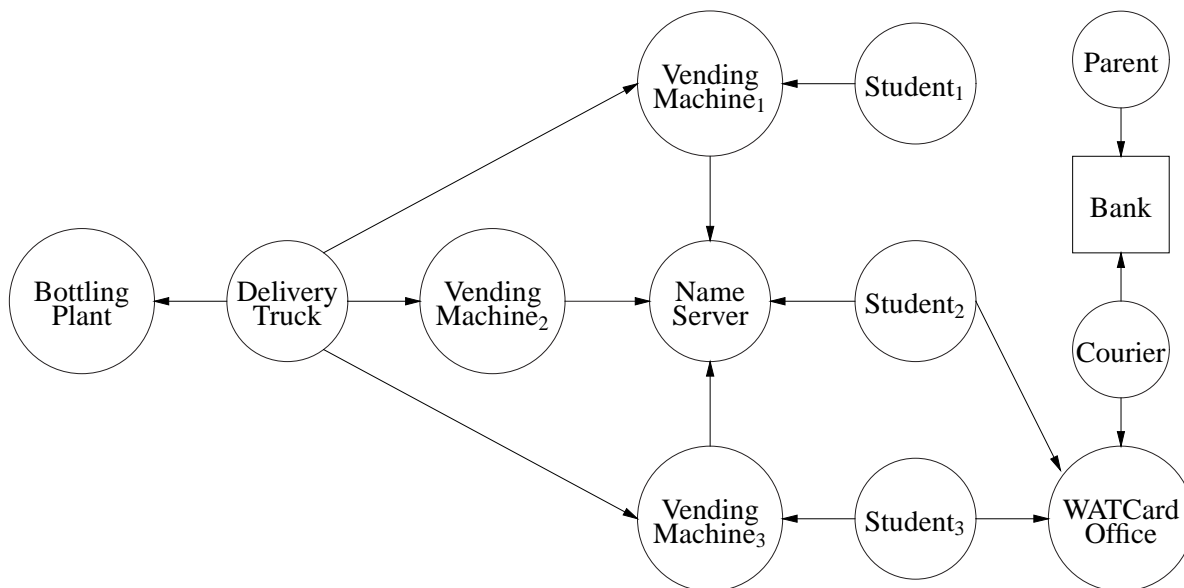 Vending
Machine₁
Student₁
Parent
Bank
Bottling
Plant
Delivery
Truck
Vending
Machine₂
Name
Server
Student₂
Courier
Vending
Machine₃
Student₃
WATCard
Office